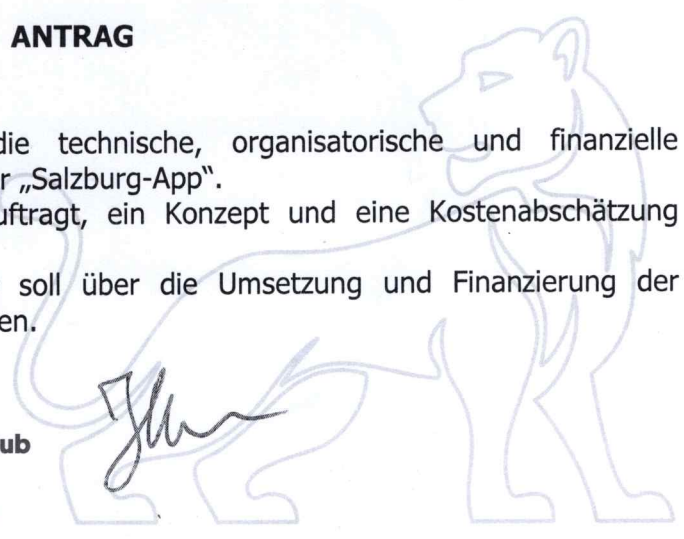 ANTRAG
die technische, organisatorische und finanzielle
r „Salzburg-App“.
uftragt, ein Konzept und eine Kostenabschätzung
soll über die Umsetzung und Finanzierung der
en.
ub